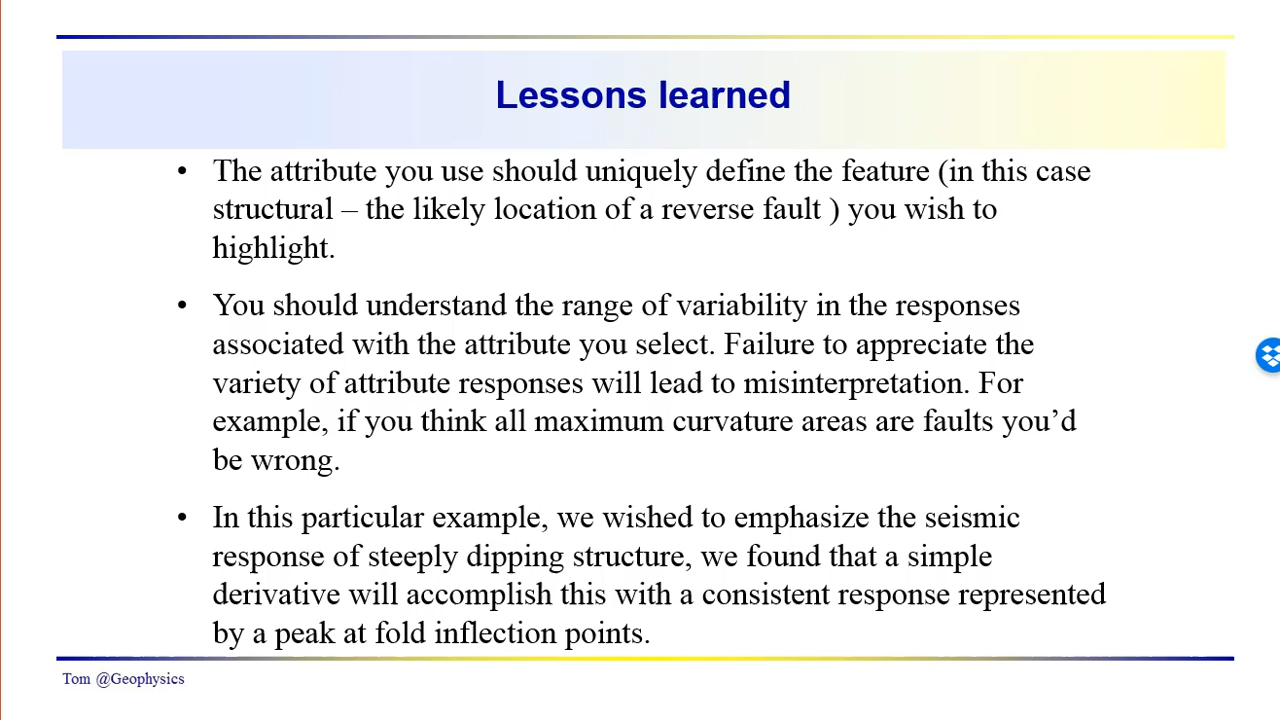 Lessons learned
• The attribute you use should uniquely define the feature (in this case
structural – the likely location of a reverse fault ) you wish to
highlight.
• You should understand the range of variability in the responses
associated with the attribute you select. Failure to appreciate the
variety of attribute responses will lead to misinterpretation. For
example, if you think all maximum curvature areas are faults you’d
be wrong.
• In this particular example, we wished to emphasize the seismic
response of steeply dipping structure, we found that a simple
derivative will accomplish this with a consistent response represented
by a peak at fold inflection points.
Tom @Geophysics